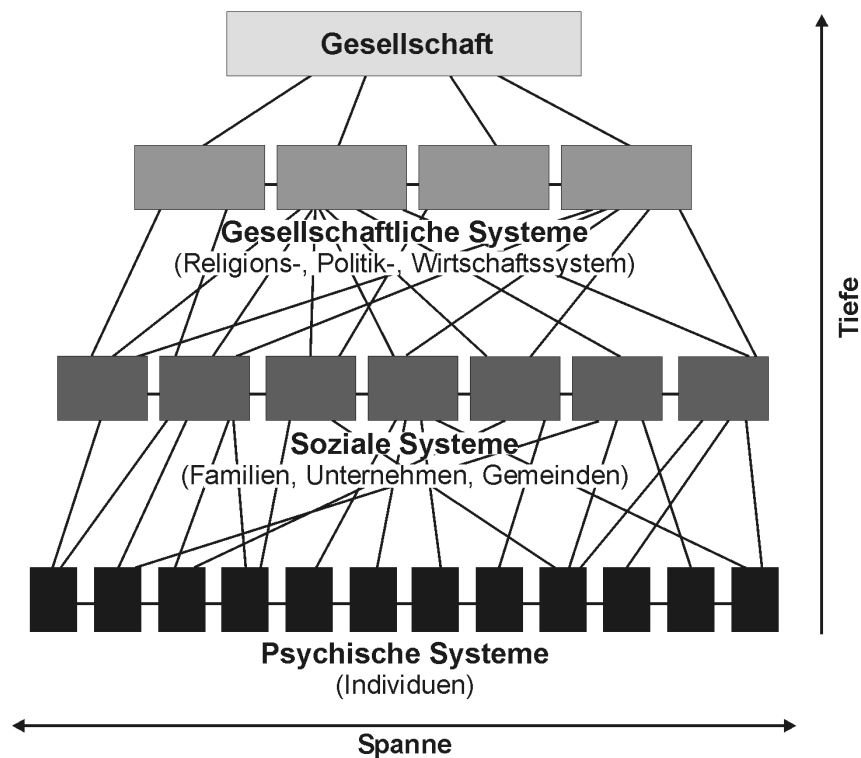 Gesellschaft
Gesellschaftliche Systeme
(Religions-, Politik-, Wirtschaftssystem)
Tiefe
Soziale Systeme
(Familien, Unternehmen, Gemeinden)
Psychische Systeme
(Individuen)
Spanne